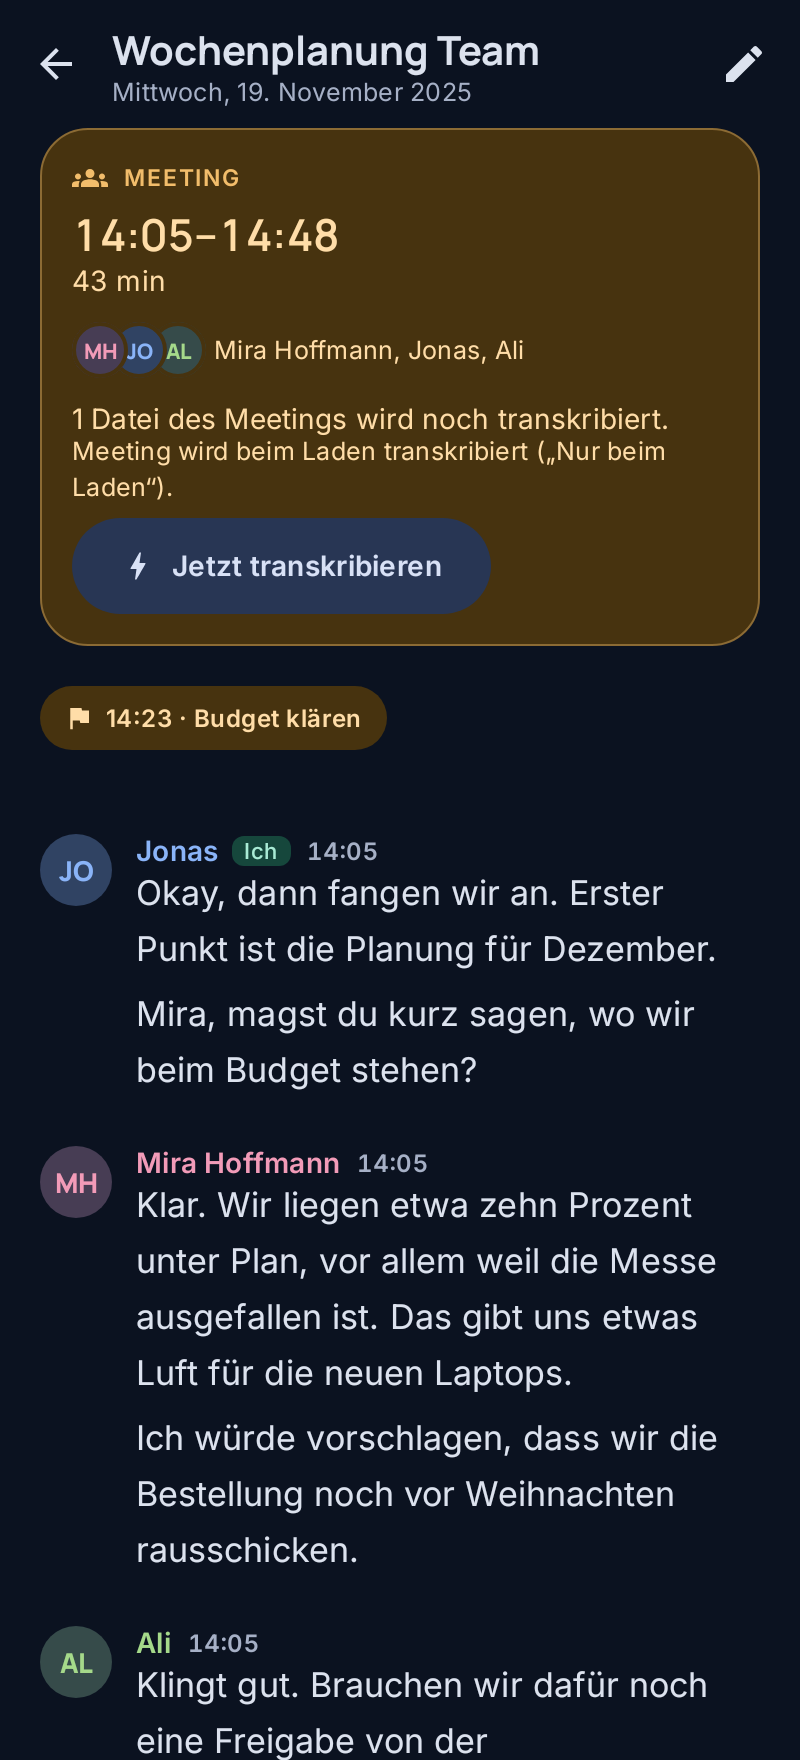 Wochenplanung Team
Mittwoch, 19. November 2025
MEETING
14:05–14:48
43 min
MH JO AL Mira Hoffmann, Jonas, Ali
1 Datei des Meetings wird noch transkribiert.
Meeting wird beim Laden transkribiert („Nur beim
Laden“).
Jetzt transkribieren
14:23 · Budget klären
JO Jonas Ich 14:05
Okay, dann fangen wir an. Erster
Punkt ist die Planung für Dezember.
Mira, magst du kurz sagen, wo wir
beim Budget stehen?
MH Mira Hoffmann 14:05
Klar. Wir liegen etwa zehn Prozent
unter Plan, vor allem weil die Messe
ausgefallen ist. Das gibt uns etwas
Luft für die neuen Laptops.
Ich würde vorschlagen, dass wir die
Bestellung noch vor Weihnachten
rausschicken.
AL Ali 14:05
Klingt gut. Brauchen wir dafür noch
eine Freigabe von der